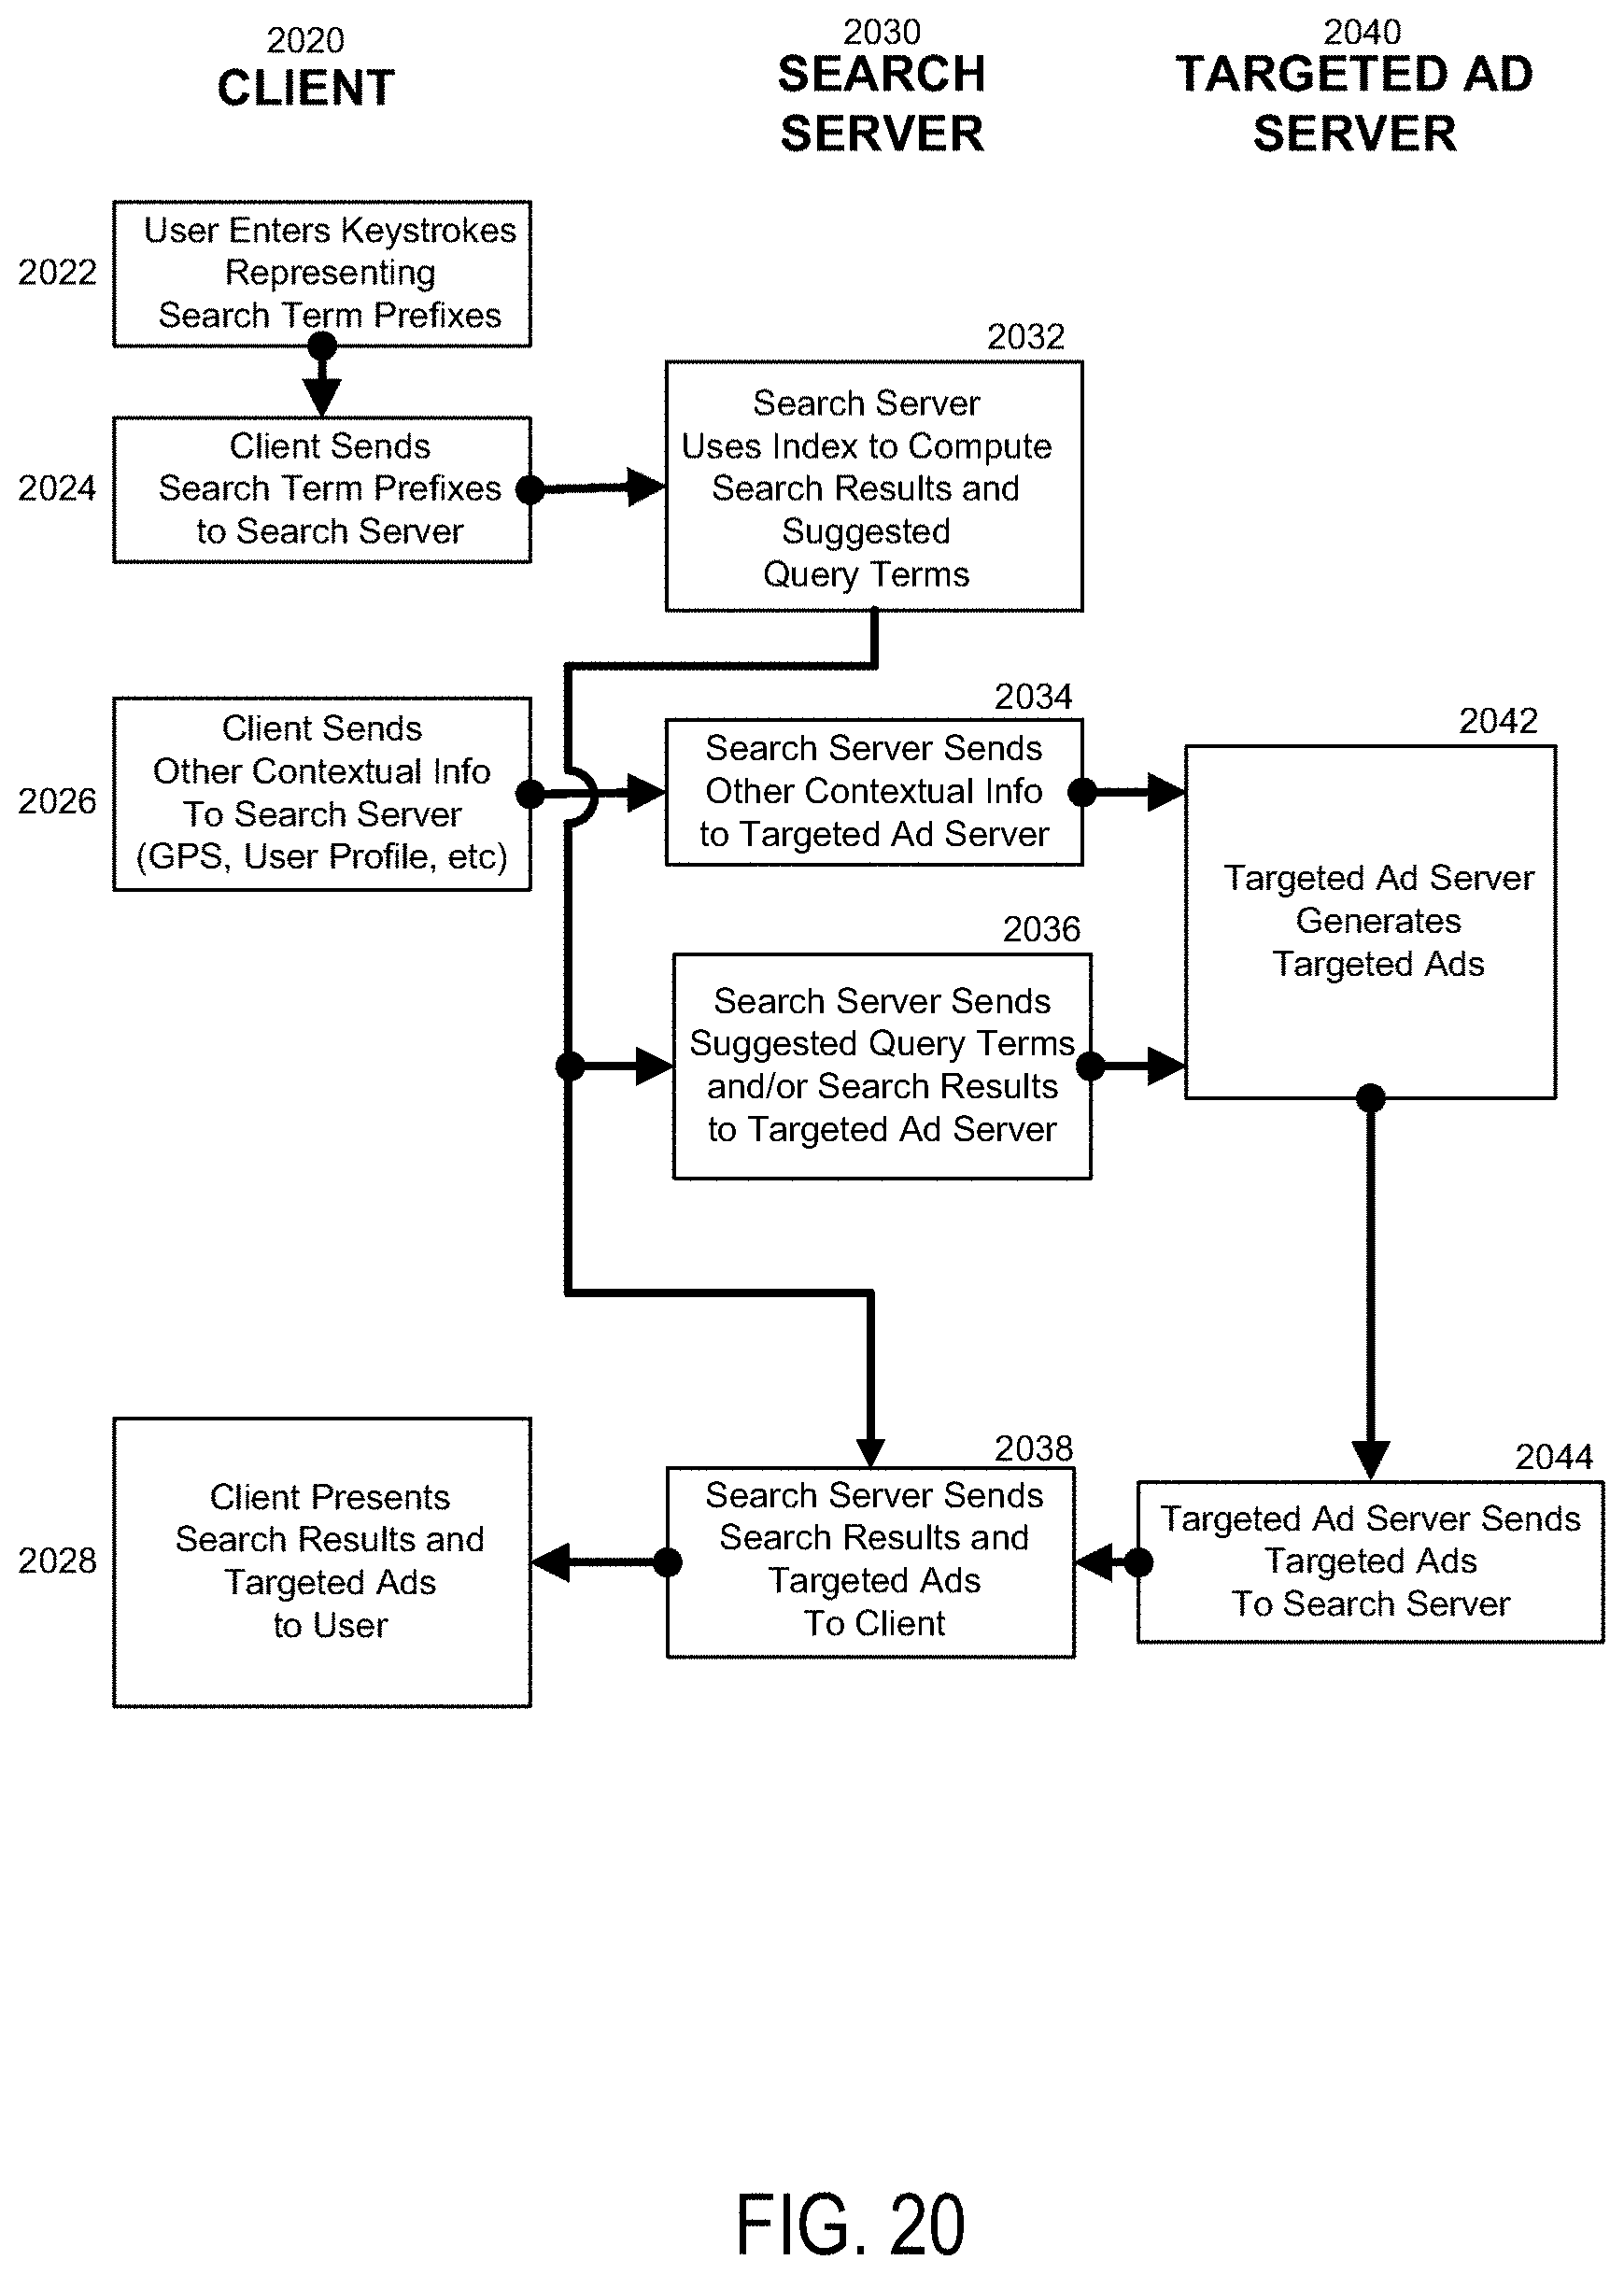 2020
CLIENT
2030
SEARCH
SERVER
2040
TARGETED AD
SERVER
2022
User Enters Keystrokes
Representing
Search Term Prefixes
2024
Client Sends
Search Term Prefixes
to Search Server
2032
Search Server
Uses Index to Compute
Search Results and
Suggested
Query Terms
2026
Client Sends
Other Contextual Info
To Search Server
(GPS, User Profile, etc)
2034
Search Server Sends
Other Contextual Info
to Targeted Ad Server
2042
Targeted Ad Server
Generates
Targeted Ads
2036
Search Server Sends
Suggested Query Terms
and/or Search Results
to Targeted Ad Server
2028
Client Presents
Search Results and
Targeted Ads
to User
2038
Search Server Sends
Search Results and
Targeted Ads
To Client
2044
Targeted Ad Server Sends
Targeted Ads
To Search Server
FIG. 20